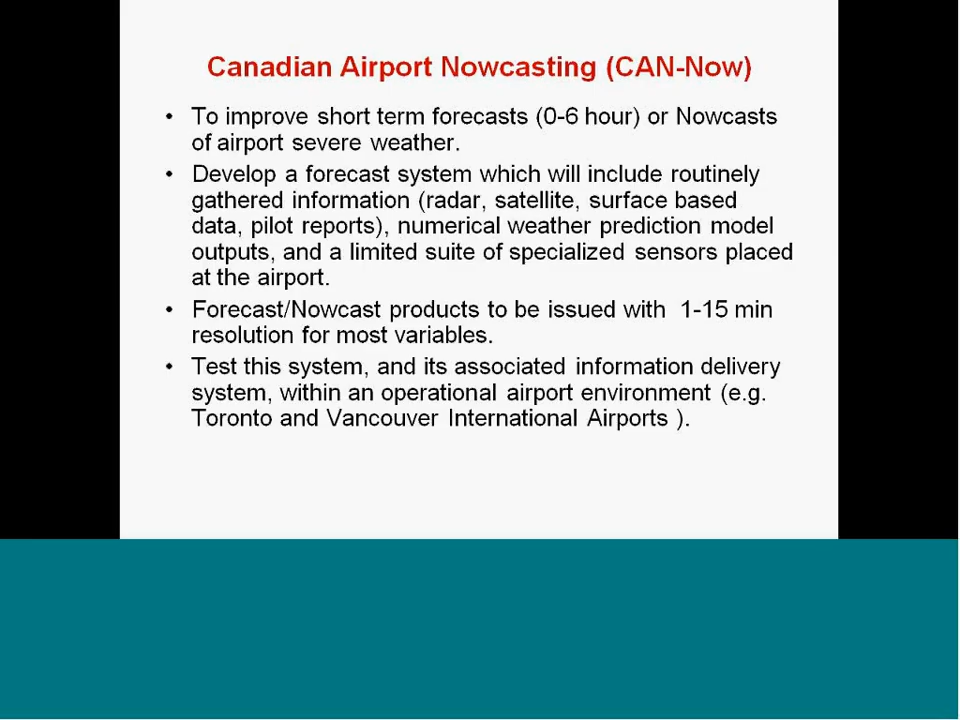 Canadian Airport Nowcasting (CAN-Now)
• To improve short term forecasts (0-6 hour) or Nowcasts
of airport severe weather.
• Develop a forecast system which will include routinely
gathered information (radar, satellite, surface based
data, pilot reports), numerical weather prediction model
outputs, and a limited suite of specialized sensors placed
at the airport.
• Forecast/Nowcast products to be issued with 1-15 min
resolution for most variables.
• Test this system, and its associated information delivery
system, within an operational airport environment (e.g.
Toronto and Vancouver International Airports ).